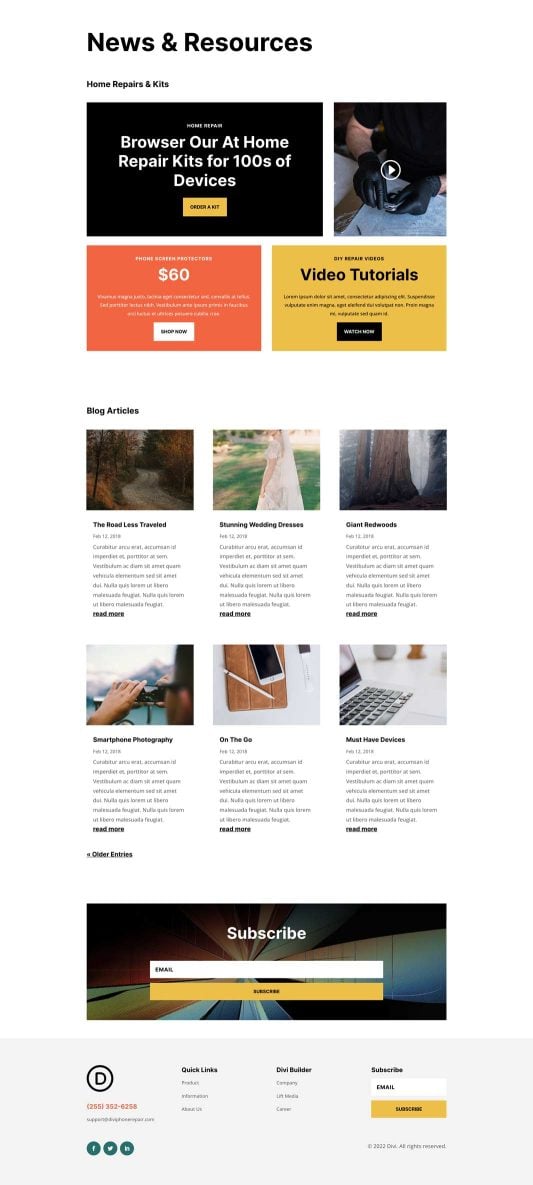 News & Resources
Home Repairs & Kits
HOME REPAIR
Browser Our At Home
Repair Kits for 100s of
Devices
ORDER A KIT
PHONE SCREEN PROTECTORS
$60
Vivamus magna justo, lacinia eget consectetur sed, convallis at tellus.
Sed porttitor lectus nibh. Vestibulum ante ipsum primis in faucibus
orci luctus et ultrices posuere cubilia cras.
SHOP NOW
DIY REPAIR VIDEOS
Video Tutorials
Lorem ipsum dolor sit amet, consectetur adipiscing elit. Suspendisse
vulputate enim magna, eget eleifend dui volutpat non. Proin magna
mi, vulputate sed quam id.
WATCH NOW
Blog Articles
The Road Less Traveled
Feb 12, 2018
Curabitur arcu erat, accumsan id
imperdiet et, porttitor at sem.
Vestibulum ac diam sit amet quam
vehicula elementum sed sit amet
dui. Nulla quis lorem ut libero
malesuada feugiat. Nulla quis lorem
ut libero malesuada feugiat.
read more
Stunning Wedding Dresses
Feb 12, 2018
Curabitur arcu erat, accumsan id
imperdiet et, porttitor at sem.
Vestibulum ac diam sit amet quam
vehicula elementum sed sit amet
dui. Nulla quis lorem ut libero
malesuada feugiat. Nulla quis lorem
ut libero malesuada feugiat.
read more
Giant Redwoods
Feb 12, 2018
Curabitur arcu erat, accumsan id
imperdiet et, porttitor at sem.
Vestibulum ac diam sit amet quam
vehicula elementum sed sit amet
dui. Nulla quis lorem ut libero
malesuada feugiat. Nulla quis lorem
ut libero malesuada feugiat.
read more
Smartphone Photography
Feb 12, 2018
Curabitur arcu erat, accumsan id
imperdiet et, porttitor at sem.
Vestibulum ac diam sit amet quam
vehicula elementum sed sit amet
dui. Nulla quis lorem ut libero
malesuada feugiat. Nulla quis lorem
ut libero malesuada feugiat.
read more
On The Go
Feb 12, 2018
Curabitur arcu erat, accumsan id
imperdiet et, porttitor at sem.
Vestibulum ac diam sit amet quam
vehicula elementum sed sit amet
dui. Nulla quis lorem ut libero
malesuada feugiat. Nulla quis lorem
ut libero malesuada feugiat.
read more
Must Have Devices
Feb 12, 2018
Curabitur arcu erat, accumsan id
imperdiet et, porttitor at sem.
Vestibulum ac diam sit amet quam
vehicula elementum sed sit amet
dui. Nulla quis lorem ut libero
malesuada feugiat. Nulla quis lorem
ut libero malesuada feugiat.
read more
« Older Entries
Subscribe
EMAIL
SUBSCRIBE
D
(255) 352-6258
support@diviphonerepair.com
Quick Links
Product
Information
About Us
Divi Builder
Company
Lift Media
Career
Subscribe
EMAIL
SUBSCRIBE
© 2022 Divi. All rights reserved.